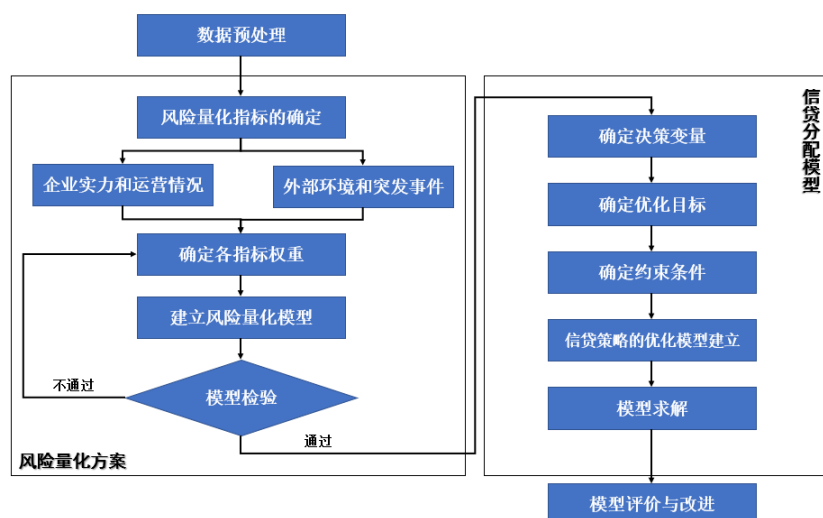 数据预处理
风险量化指标的确定
企业实力和运营情况
外部环境和突发事件
确定各指标权重
建立风险量化模型
模型检验
不通过
通过
风险量化方案
信贷分配模型
确定决策变量
确定优化目标
确定约束条件
信贷策略的优化模型建立
模型求解
模型评价与改进